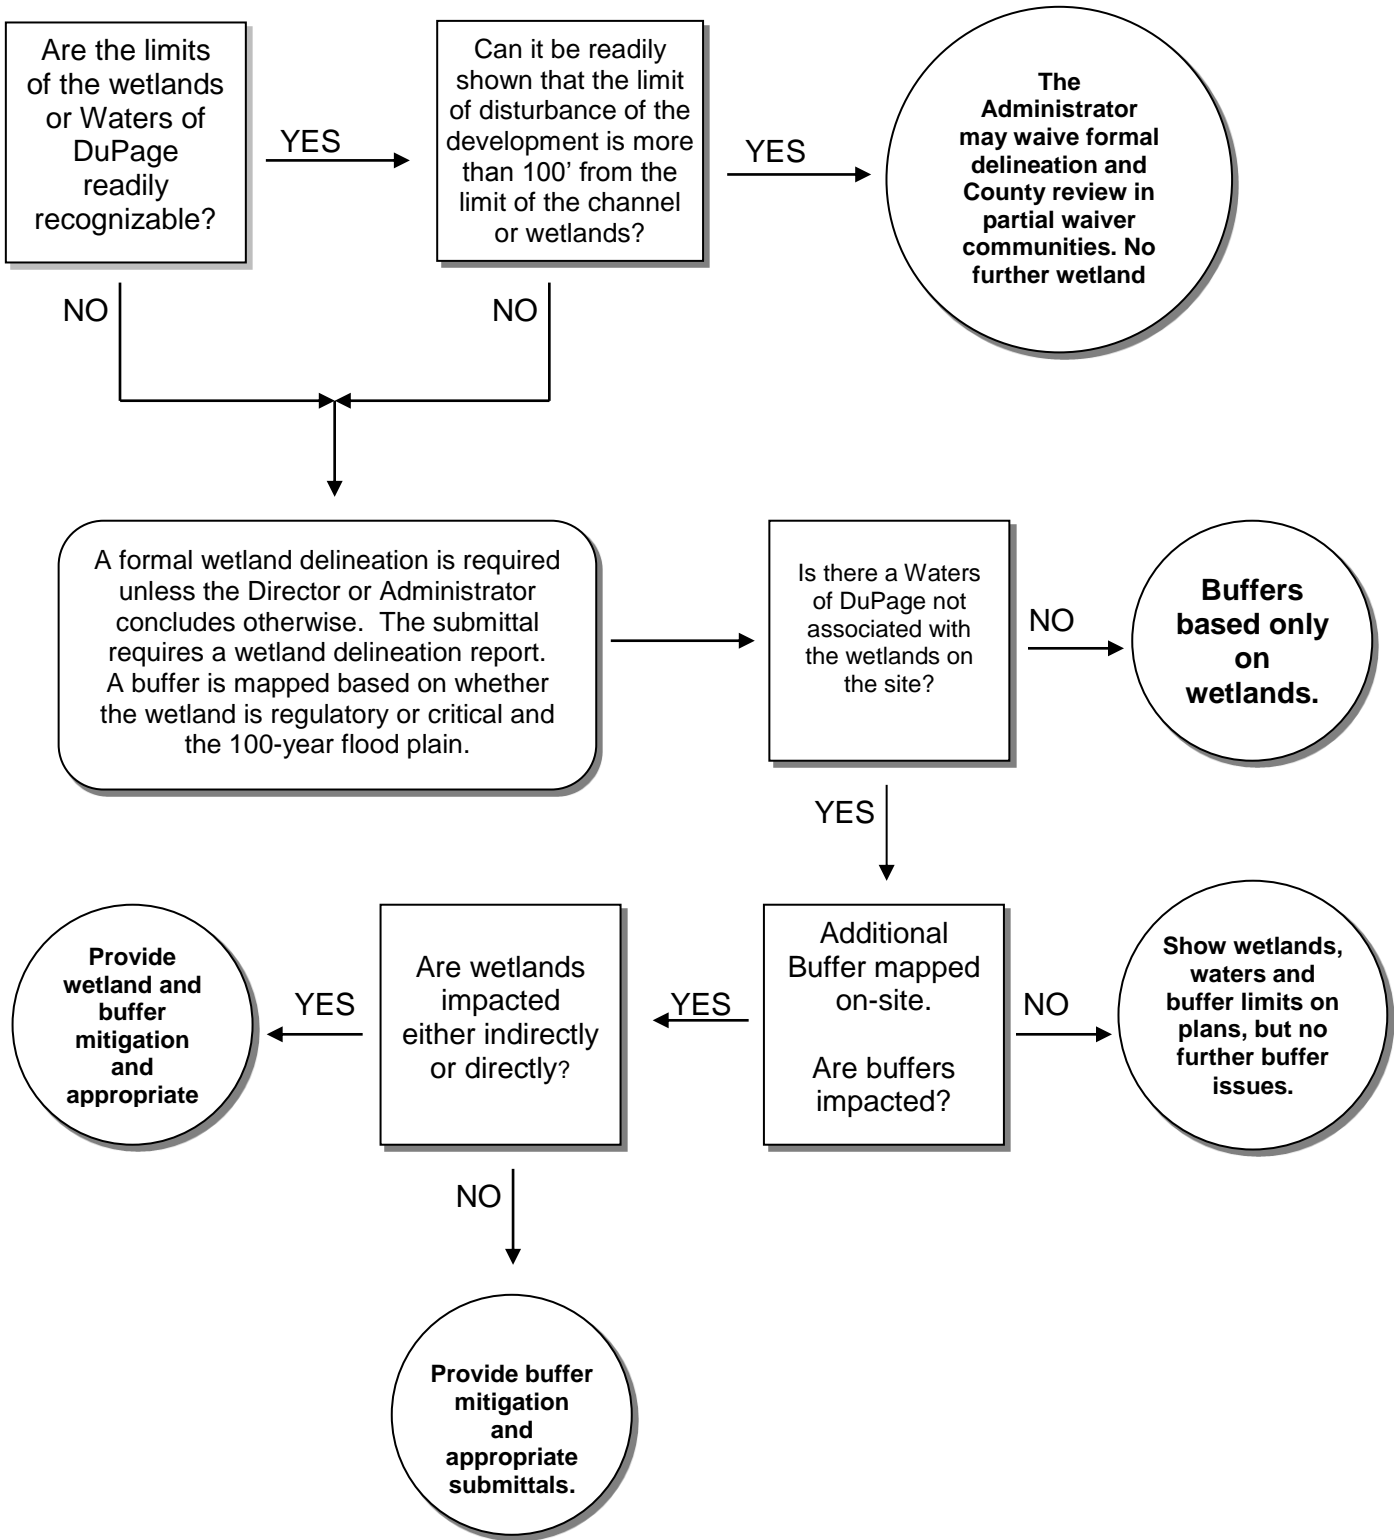 Are the limits
of the wetlands
or Waters of
DuPage
readily
recognizable?
YES
Can it be readily
shown that the limit
of disturbance of the
development is more
than 100’ from the
limit of the channel
or wetlands?
YES
The
Administrator
may waive formal
delineation and
County review in
partial waiver
communities. No
further wetland
NO
NO
A formal wetland delineation is required
unless the Director or Administrator
concludes otherwise.  The submittal
requires a wetland delineation report.
A buffer is mapped based on whether
the wetland is regulatory or critical and
the 100-year flood plain.
Is there a Waters
of DuPage not
associated with
the wetlands on
the site?
NO
Buffers
based only
on
wetlands.
YES
Provide
wetland and
buffer
mitigation
and
appropriate
YES
Are wetlands
impacted
either indirectly
or directly?
YES
Additional
Buffer mapped
on-site.
Are buffers
impacted?
NO
Show wetlands,
waters and
buffer limits on
plans, but no
further buffer
issues.
NO
Provide buffer
mitigation
and
appropriate
submittals.